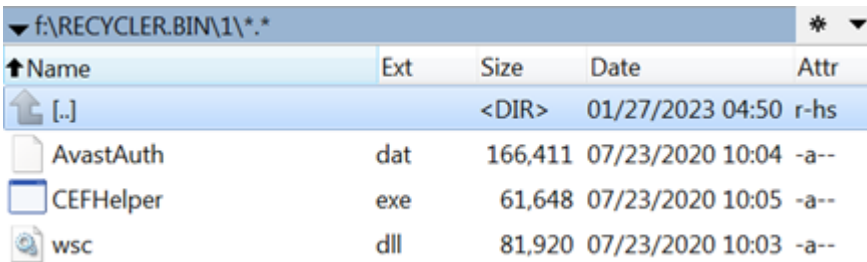 f:\RECYCLER.BIN\1\*.*
Name Ext Size Date Attr
[..] <DIR> 01/27/2023 04:50 r-hs
AvastAuth dat 166,411 07/23/2020 10:04 -a--
CEFHelper exe 61,648 07/23/2020 10:05 -a--
wsc dll 81,920 07/23/2020 10:03 -a--